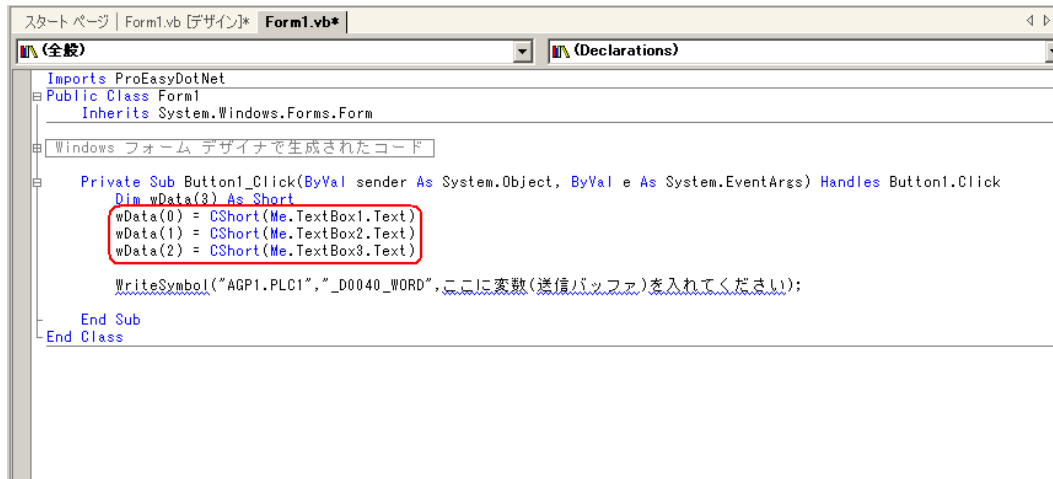 スタート ページ | Form1.vb [デザイン]* Form1.vb*
(全般) (Declarations)
Imports ProEasyDotNet
Public Class Form1
Inherits System.Windows.Forms.Form
Windows フォーム デザイナで生成されたコード
Private Sub Button1_Click(ByVal sender As System.Object, ByVal e As System.EventArgs) Handles Button1.Click
Dim wData(3) As Short
wData(0) = CShort(Me.TextBox1.Text)
wData(1) = CShort(Me.TextBox2.Text)
wData(2) = CShort(Me.TextBox3.Text)
WriteSymbol("AGP1.PLC1","_D0040_WORD",ここに変数(送信バッファ)を入れてください);
End Sub
End Class